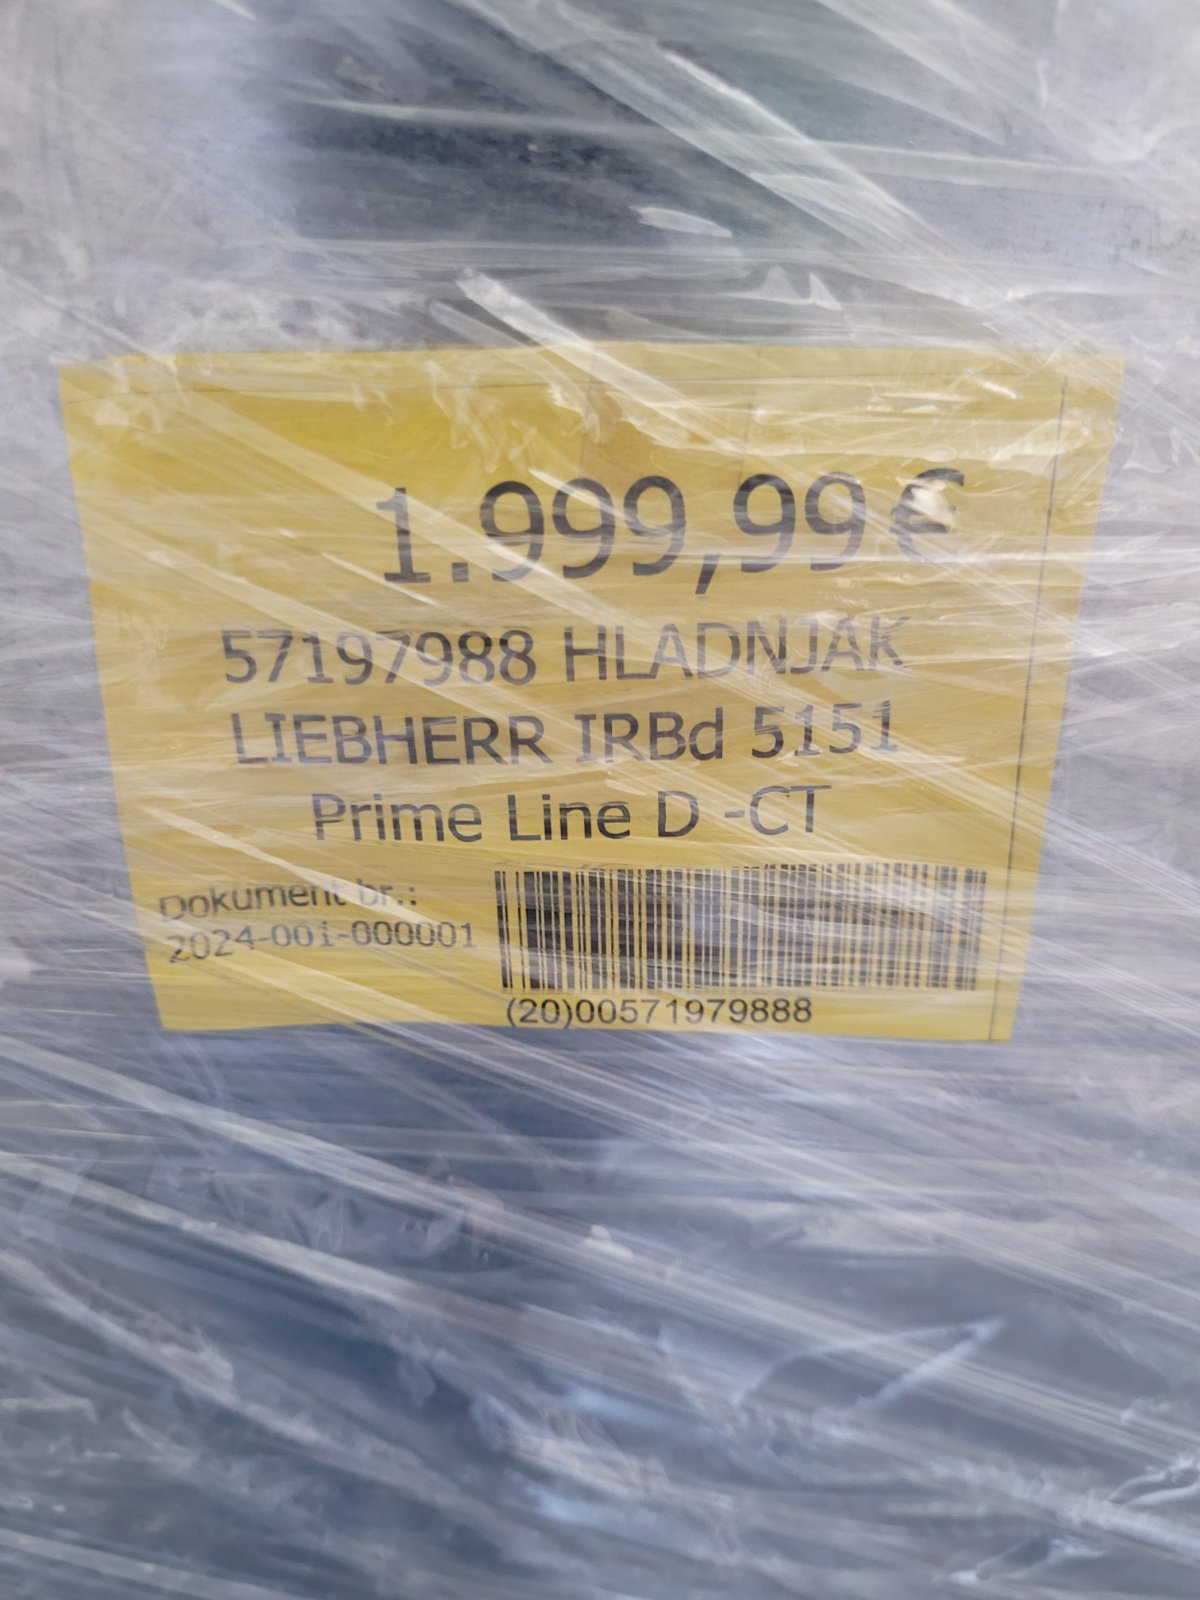 1.999,99 €
57197988 HLADNJAK
LIEBHERR IRBd 5151
Prime Line D -CT
Dokument br.:
2024-001-000001
(20)00571979888